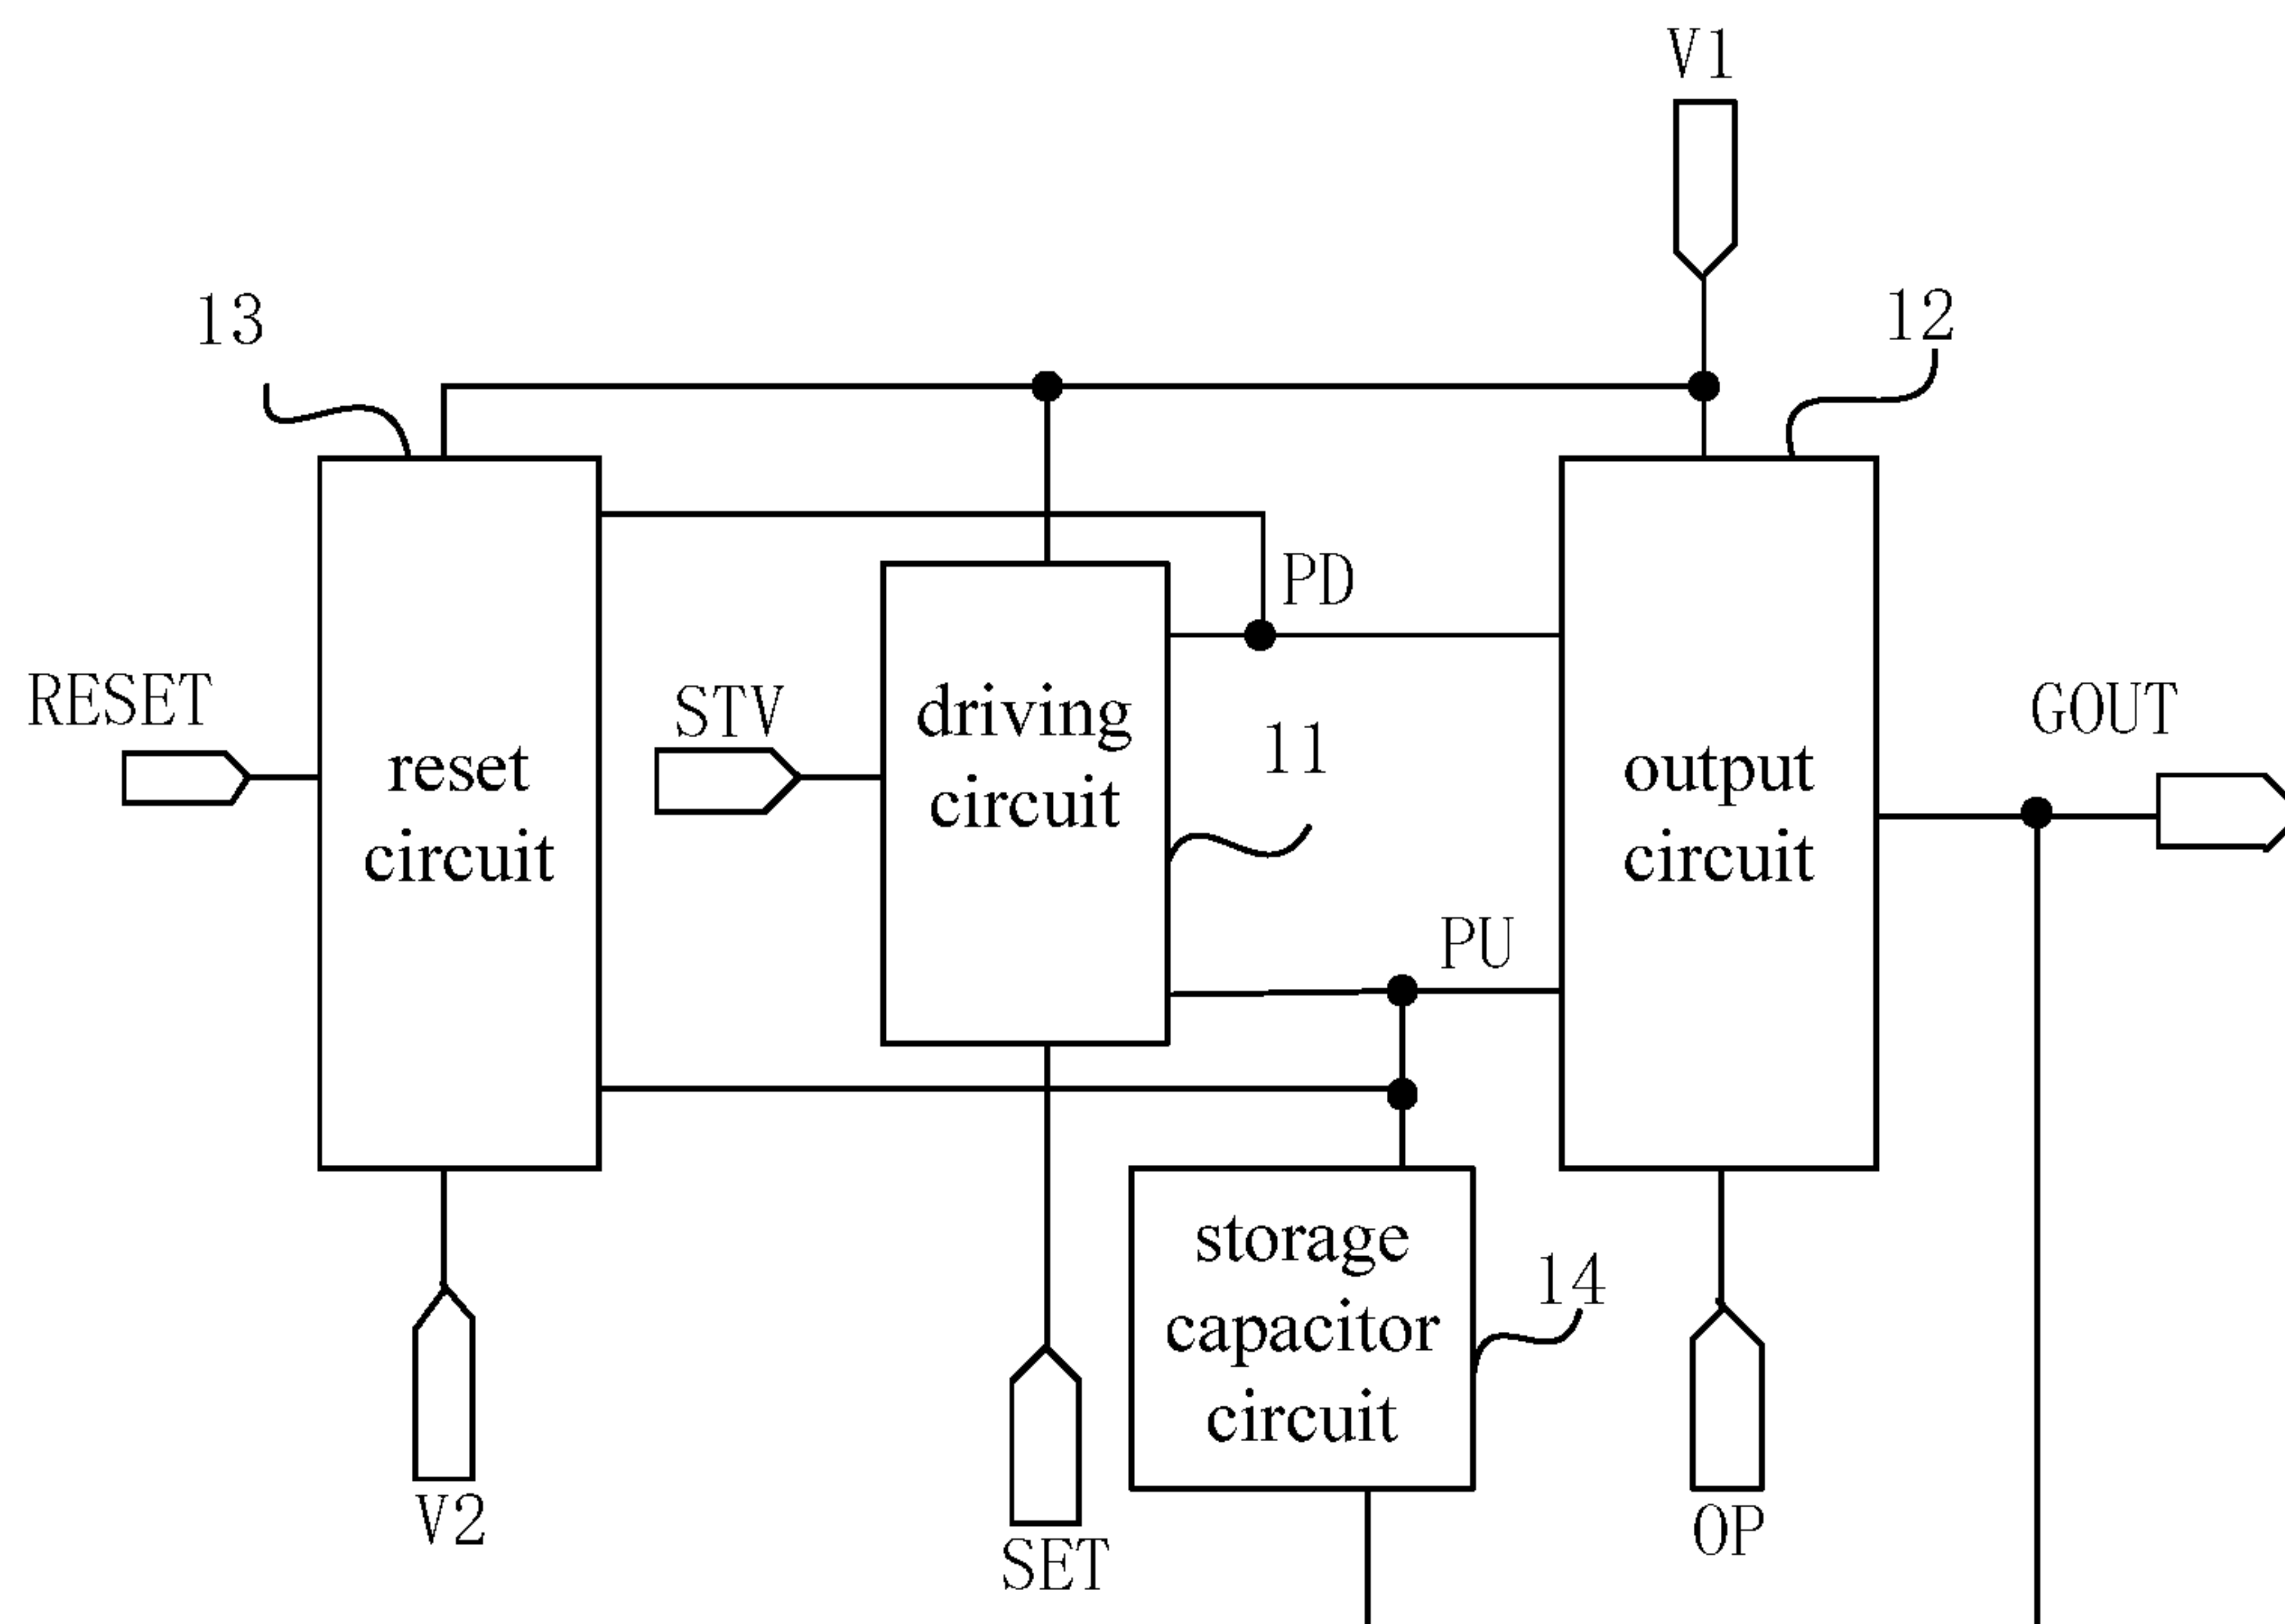 V1
13
12
PD
RESET
STV
driving
circuit
11
GOUT
reset
circuit
output
circuit
PU
storage
capacitor
circuit
14
V2
SET
OP